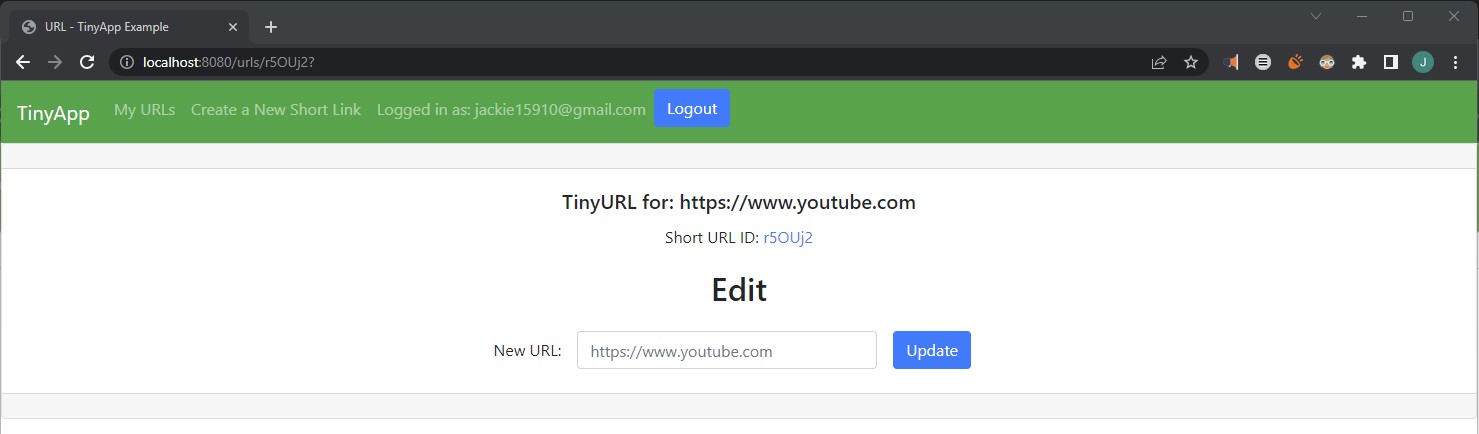 URL - TinyApp Example
localhost:8080/urls/r5OUj2?
J
TinyApp My URLs Create a New Short Link Logged in as: jackie15910@gmail.com Logout
TinyURL for: https://www.youtube.com
Short URL ID: r5OUj2
Edit
New URL: https://www.youtube.com Update